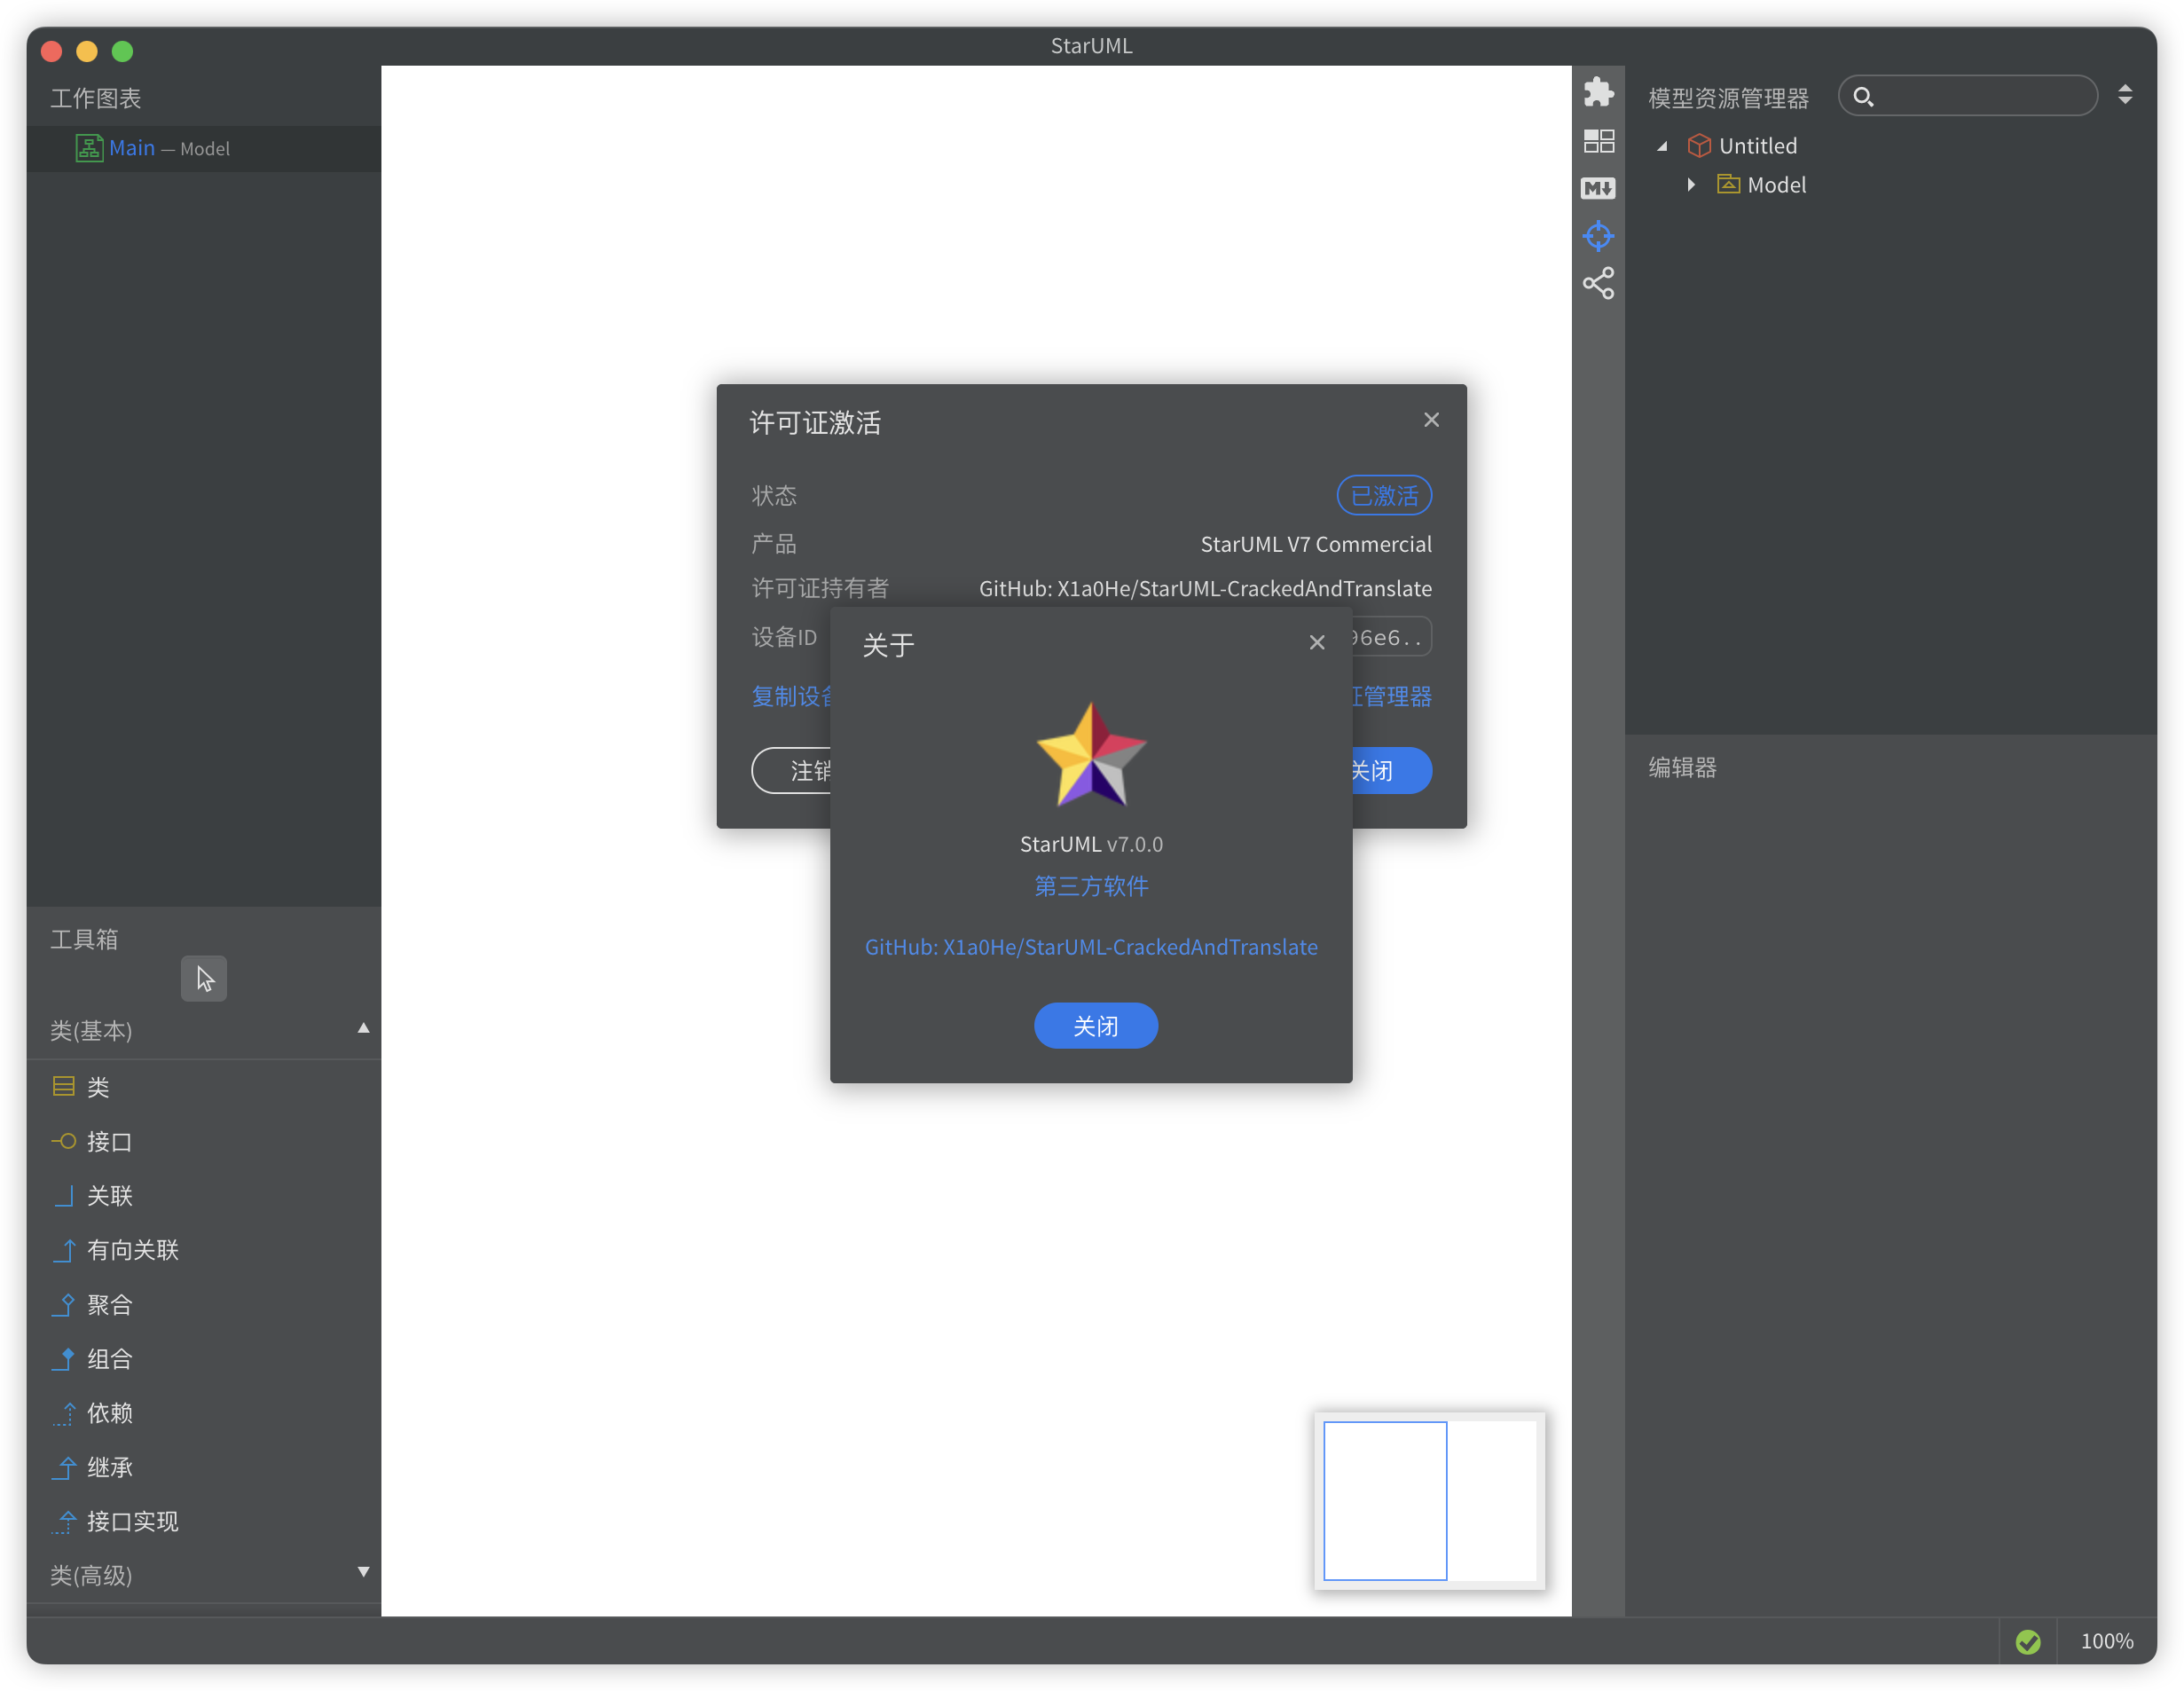 StarUML
工作图表
Main — Model
模型资源管理器
Untitled
Model
许可证激活
状态
已激活
产品
StarUML V7 Commercial
许可证持有者
GitHub: X1a0He/StarUML-CrackedAndTranslate
设备ID
96e6..
复制设备
证管理器
注销
关闭
关于
StarUML v7.0.0
第三方软件
GitHub: X1a0He/StarUML-CrackedAndTranslate
关闭
编辑器
工具箱
类(基本)
类
接口
关联
有向关联
聚合
组合
依赖
继承
接口实现
类(高级)
100%